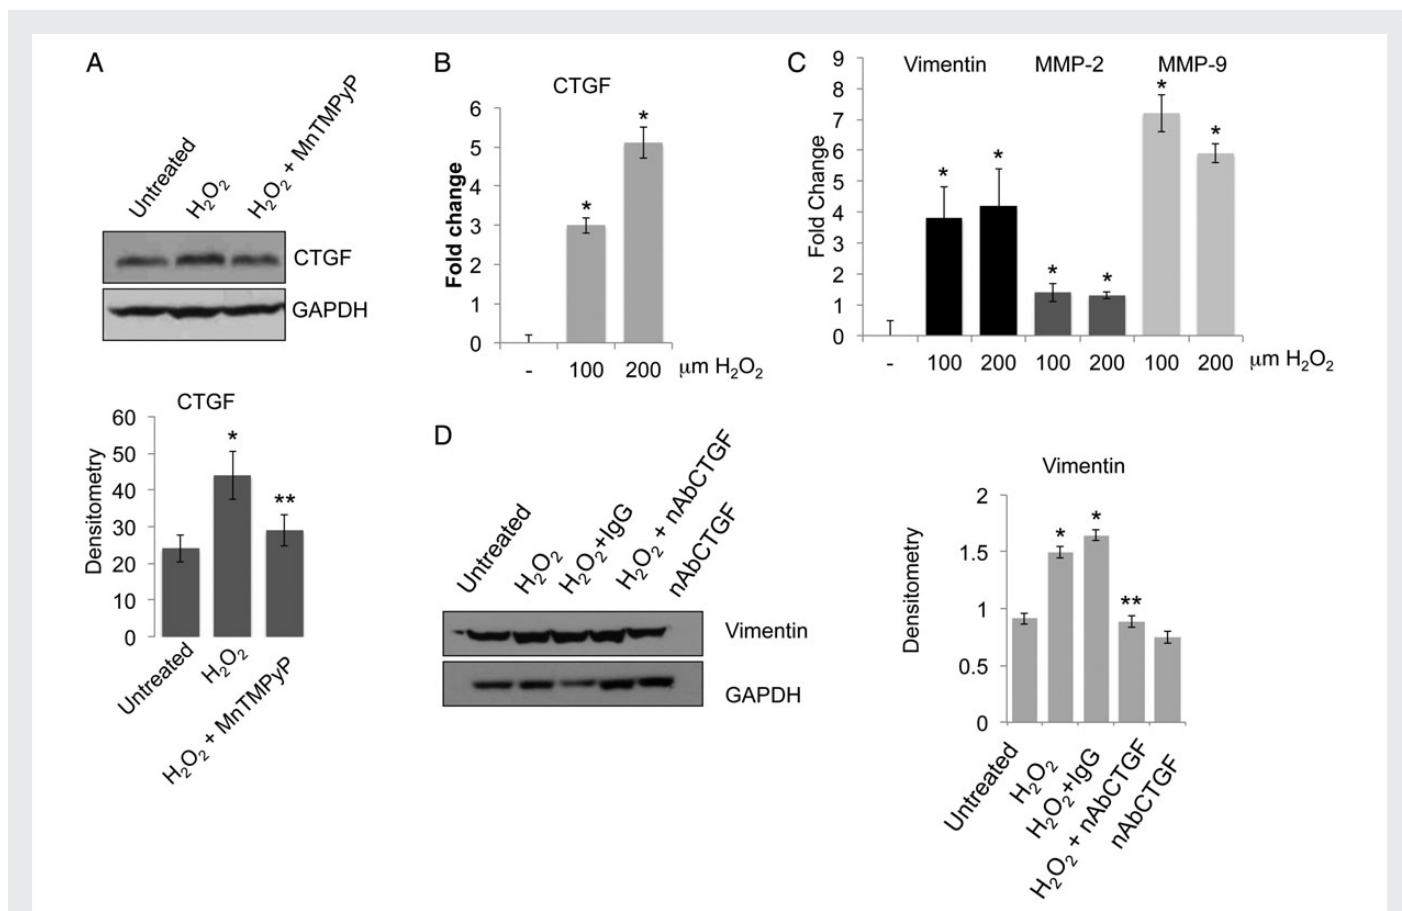 A
Untreated
H₂O₂
H₂O₂ + MnTMPyP
CTGF
GAPDH
CTGF
Densitometry
60
50
40
30
20
10
0
*
**
Untreated
H₂O₂
H₂O₂ + MnTMPyP
B
CTGF
Fold change
6
5
4
3
2
1
0
*
*
- 100 200 μm H₂O₂
C
Vimentin MMP-2 MMP-9
Fold Change
9
8
7
6
5
4
3
2
1
0
* * * * * *
- 100 200 100 200 100 200 μm H₂O₂
D
Untreated
H₂O₂
H₂O₂+IgG
H₂O₂ + nAbCTGF
nAbCTGF
Vimentin
GAPDH
Vimentin
Densitometry
2
1.5
1
0.5
0
* * **
Untreated
H₂O₂
H₂O₂+IgG
H₂O₂ + nAbCTGF
nAbCTGF